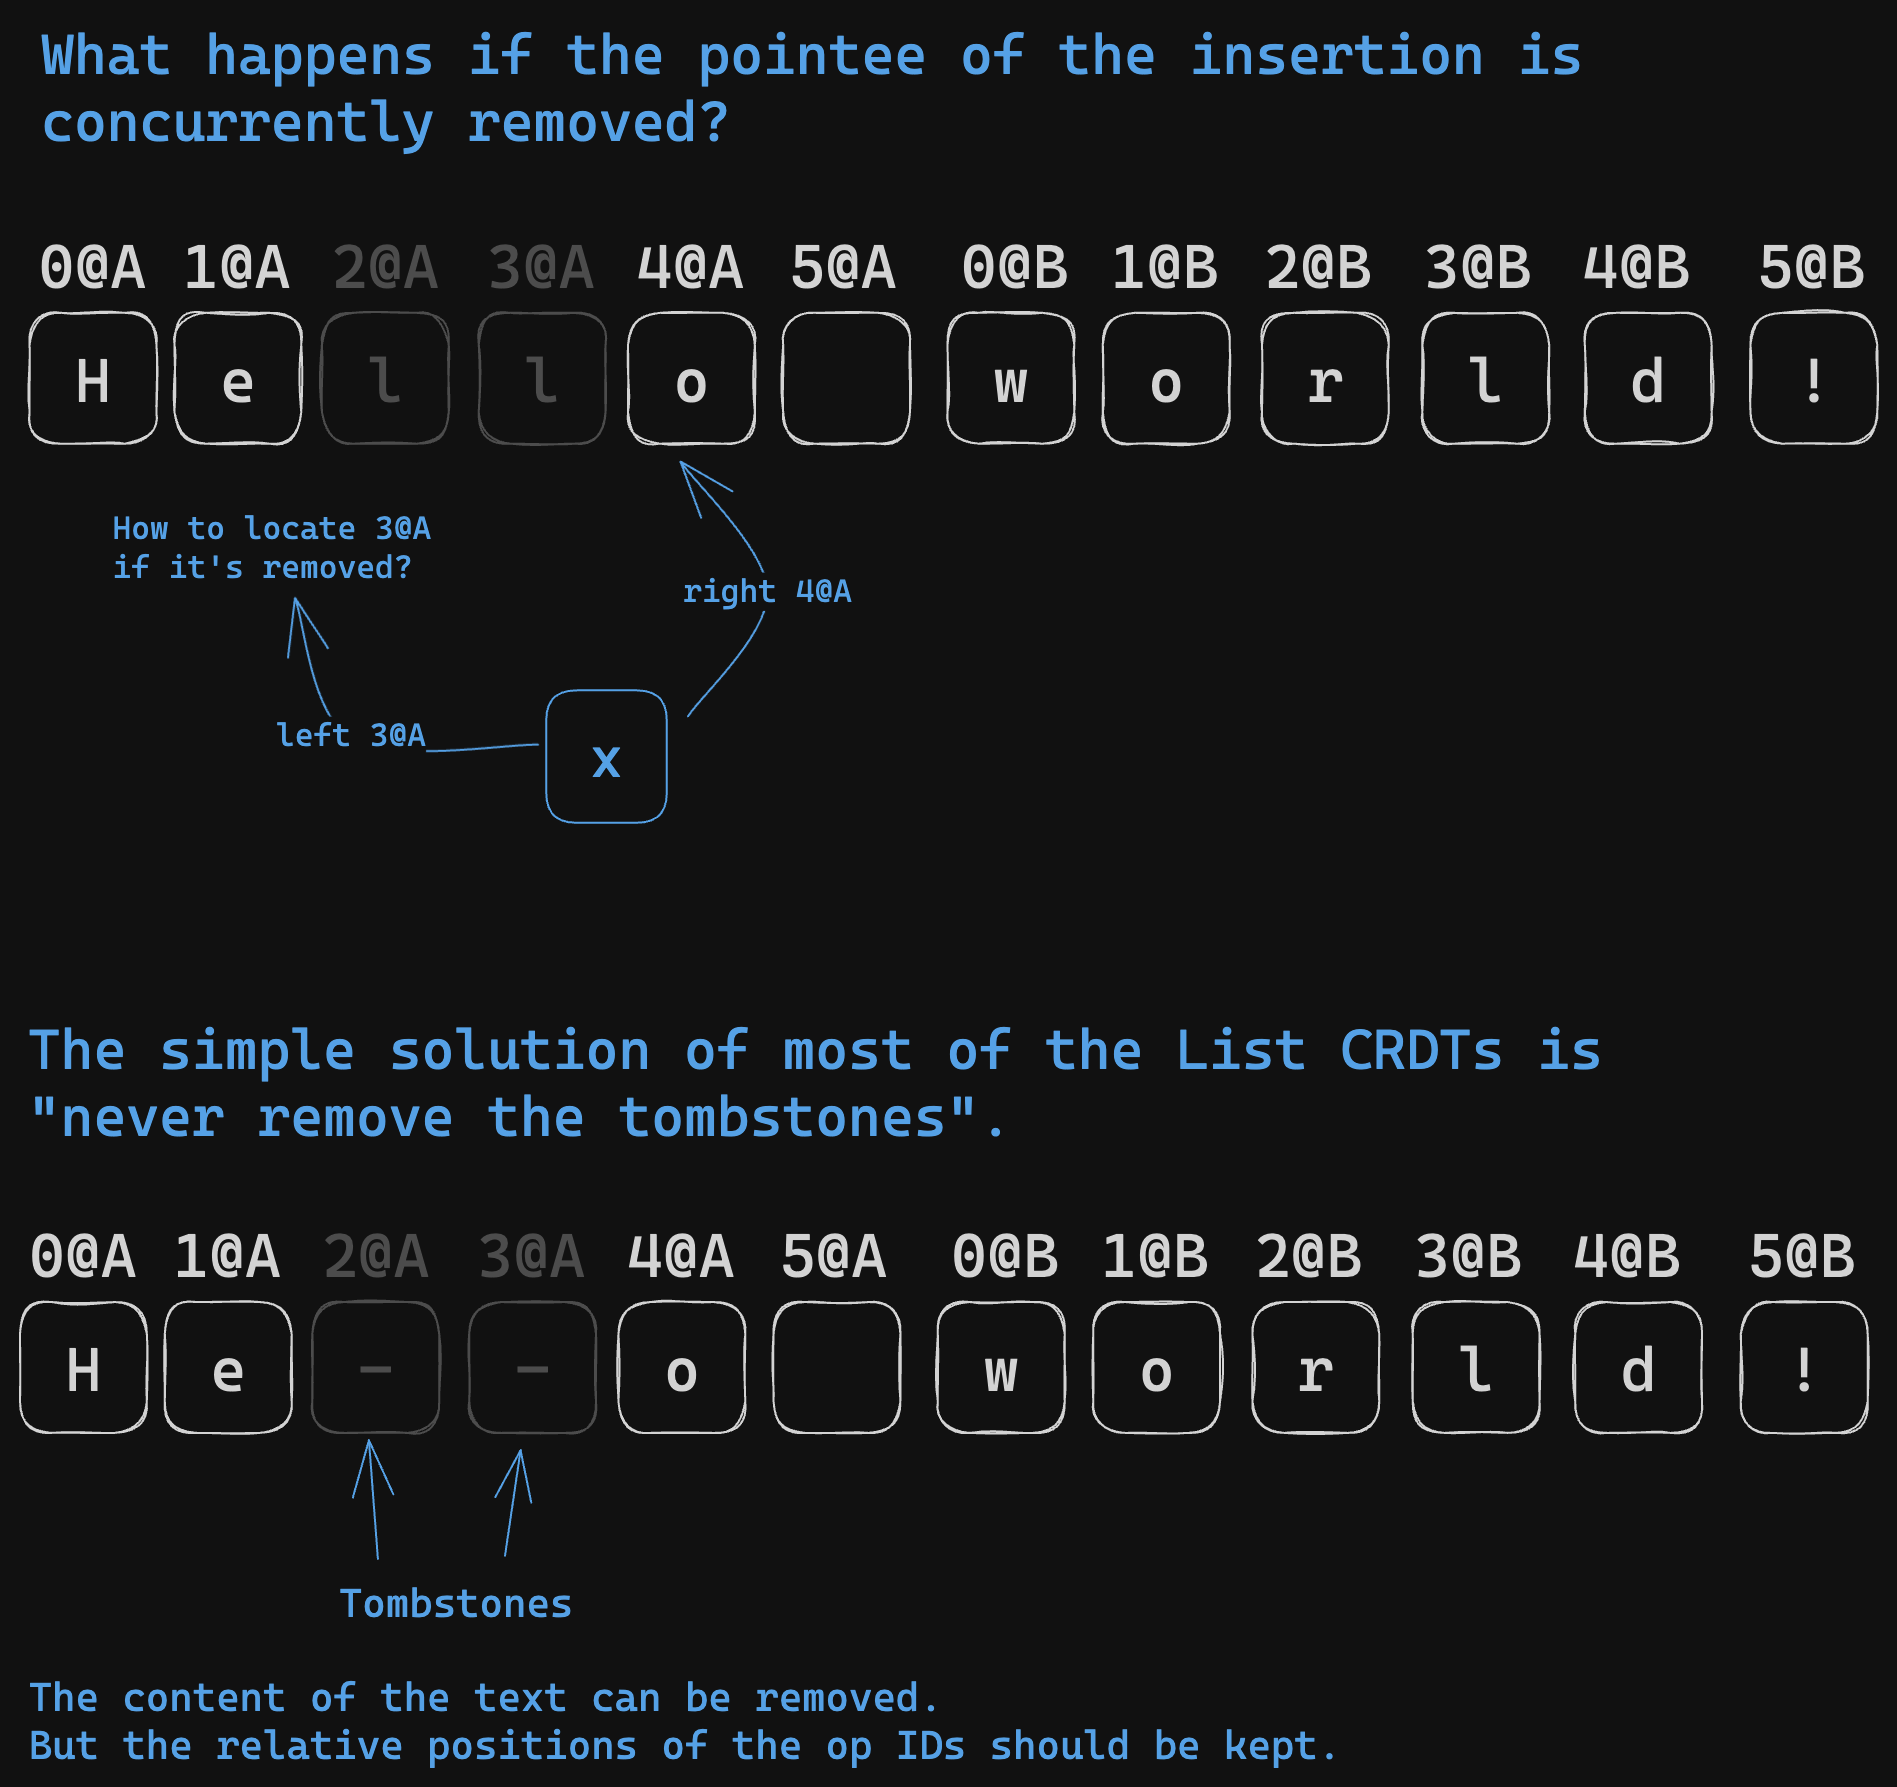 What happens if the pointee of the insertion is
concurrently removed?
0@A 1@A 2@A 3@A 4@A 5@A 0@B 1@B 2@B 3@B 4@B 5@B
H e l l o w o r l d !
How to locate 3@A
if it's removed?
right 4@A
left 3@A
x
The simple solution of most of the List CRDTs is
"never remove the tombstones".
0@A 1@A 2@A 3@A 4@A 5@A 0@B 1@B 2@B 3@B 4@B 5@B
H e – – o w o r l d !
Tombstones
The content of the text can be removed.
But the relative positions of the op IDs should be kept.